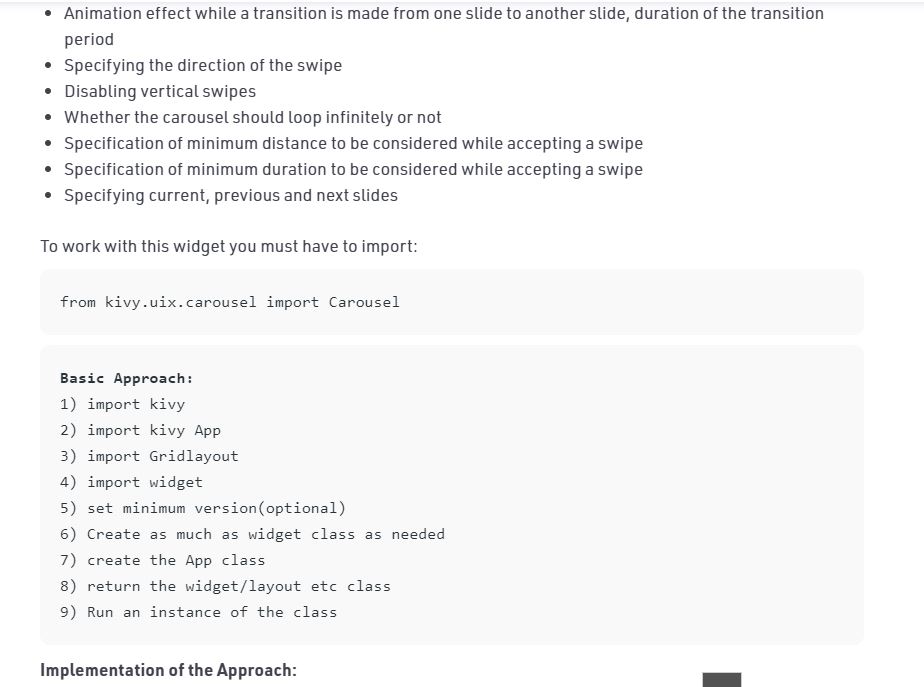 • Animation effect while a transition is made from one slide to another slide, duration of the transition
period
• Specifying the direction of the swipe
• Disabling vertical swipes
• Whether the carousel should loop infinitely or not
• Specification of minimum distance to be considered while accepting a swipe
• Specification of minimum duration to be considered while accepting a swipe
• Specifying current, previous and next slides
To work with this widget you must have to import:
from kivy.uix.carousel import Carousel
Basic Approach:
1) import kivy
2) import kivy App
3) import Gridlayout
4) import widget
5) set minimum version(optional)
6) Create as much as widget class as needed
7) create the App class
8) return the widget/layout etc class
9) Run an instance of the class
Implementation of the Approach: